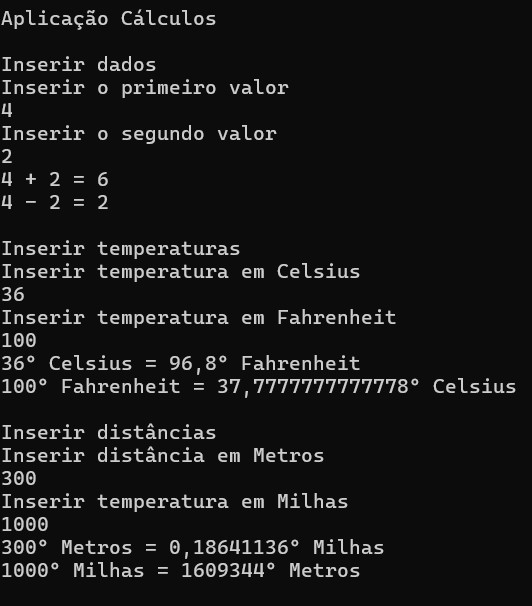 Aplicação Cálculos
Inserir dados
Inserir o primeiro valor
4
Inserir o segundo valor
2
4 + 2 = 6
4 - 2 = 2
Inserir temperaturas
Inserir temperatura em Celsius
36
Inserir temperatura em Fahrenheit
100
36° Celsius = 96,8° Fahrenheit
100° Fahrenheit = 37,7777777777778° Celsius
Inserir distâncias
Inserir distância em Metros
300
Inserir temperatura em Milhas
1000
300° Metros = 0,18641136° Milhas
1000° Milhas = 1609344° Metros